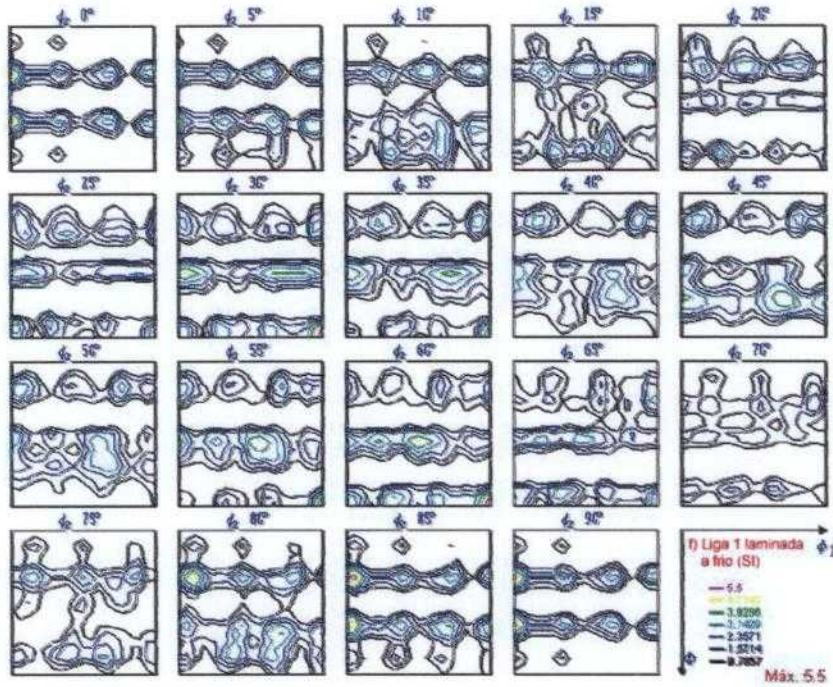 ϕ₂ 0° ϕ₂ 5° ϕ₂ 10° ϕ₂ 15° ϕ₂ 20°
ϕ₂ 25° ϕ₂ 30° ϕ₂ 35° ϕ₂ 40° ϕ₂ 45°
ϕ₂ 50° ϕ₂ 55° ϕ₂ 60° ϕ₂ 65° ϕ₂ 70°
ϕ₂ 75° ϕ₂ 80° ϕ₂ 85° ϕ₂ 90°
f) Liga 1 laminada
a frio (SI)
ϕ₁
5.5
3.9286
2.3571
Φ
Máx. 5.5